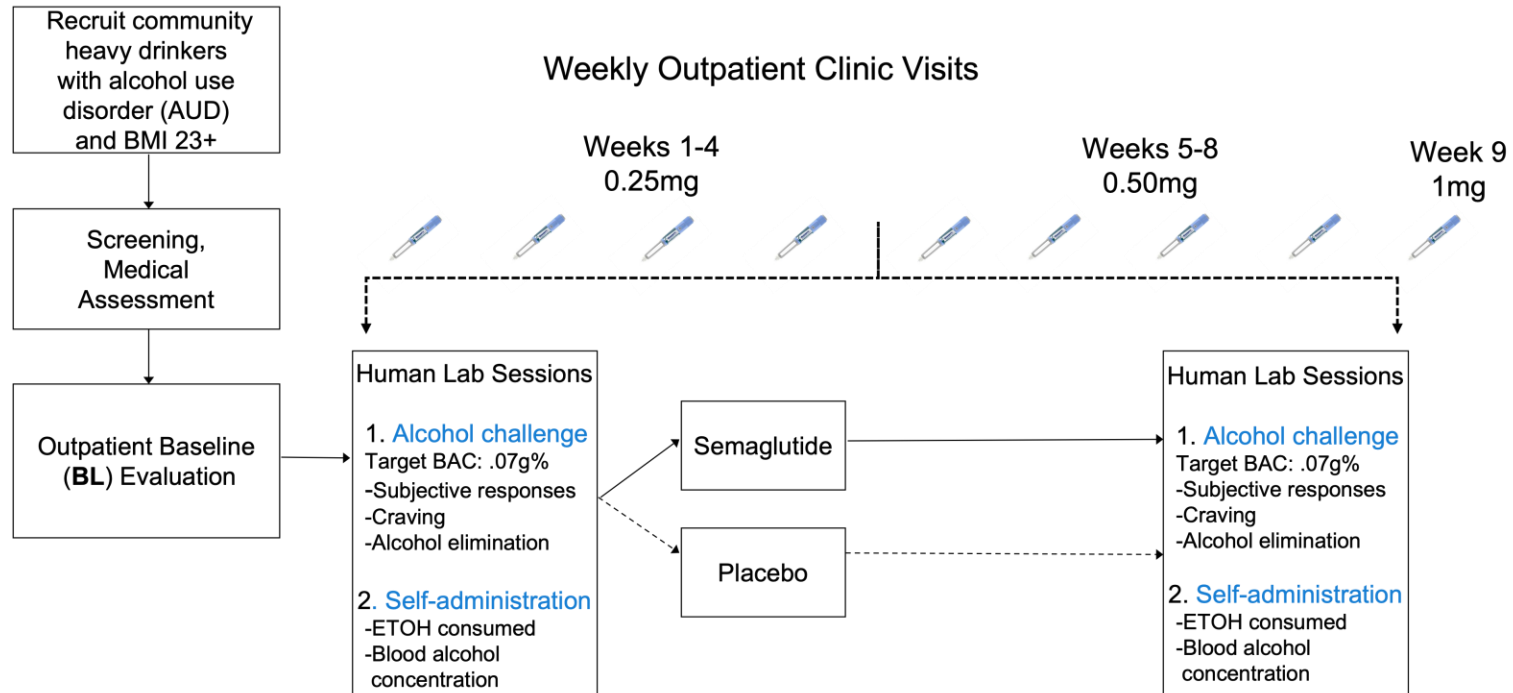 Recruit community
heavy drinkers
with alcohol use
disorder (AUD)
and BMI 23+
Screening,
Medical
Assessment
Outpatient Baseline
(BL) Evaluation
Weekly Outpatient Clinic Visits
Weeks 1-4
0.25mg
Weeks 5-8
0.50mg
Week 9
1mg
Human Lab Sessions
1. Alcohol challenge
Target BAC: .07g%
-Subjective responses
-Craving
-Alcohol elimination
2. Self-administration
-ETOH consumed
-Blood alcohol
concentration
Semaglutide
Placebo
Human Lab Sessions
1. Alcohol challenge
Target BAC: .07g%
-Subjective responses
-Craving
-Alcohol elimination
2. Self-administration
-ETOH consumed
-Blood alcohol
concentration